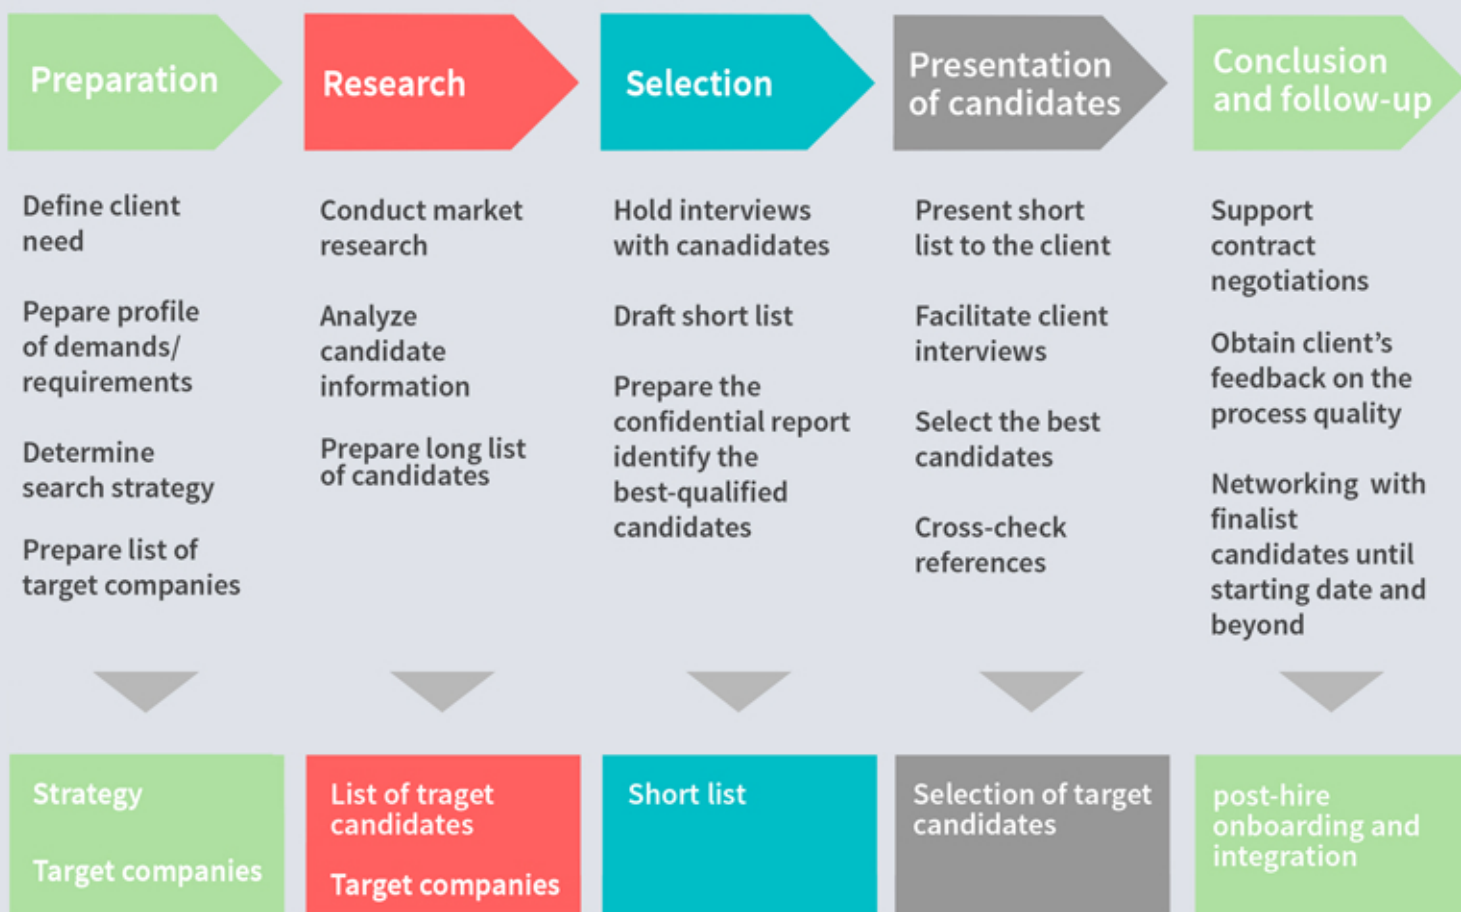 Preparation
Define client
need
Pepare profile
of demands/
requirements
Determine
search strategy
Prepare list of
target companies
Strategy
Target companies
Research
Conduct market
research
Analyze
candidate
information
Prepare long list
of candidates
List of traget
candidates
Target companies
Selection
Hold interviews
with canadidates
Draft short list
Prepare the
confidential report
identify the
best-qualified
candidates
Short list
Presentation
of candidates
Present short
list to the client
Facilitate client
interviews
Select the best
candidates
Cross-check
references
Selection of target
candidates
Conclusion
and follow-up
Support
contract
negotiations
Obtain client’s
feedback on the
process quality
Networking with
finalist
candidates until
starting date and
beyond
post-hire
onboarding and
integration